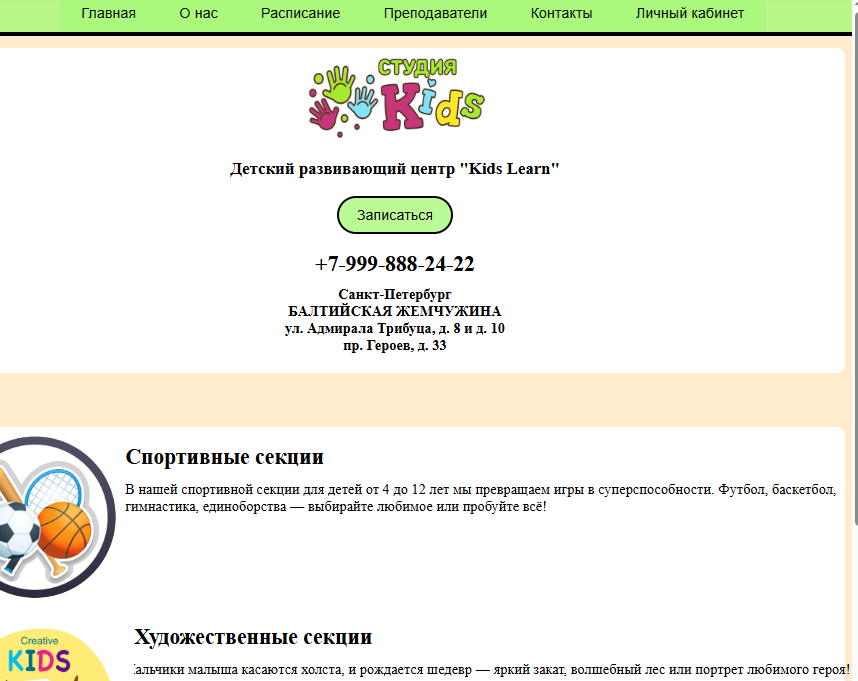 Главная О нас Расписание Преподаватели Контакты Личный кабинет
СТУДИЯ
Kids
Детский развивающий центр "Kids Learn"
Записаться
+7-999-888-24-22
Санкт-Петербург
БАЛТИЙСКАЯ ЖЕМЧУЖИНА
ул. Адмирала Трибуца, д. 8 и д. 10
пр. Героев, д. 33
Спортивные секции
В нашей спортивной секции для детей от 4 до 12 лет мы превращаем игры в суперспособности. Футбол, баскетбол,
гимнастика, единоборства — выбирайте любимое или пробуйте всё!
Creative
KIDS
Художественные секции
альчики малыша касаются холста, и рождается шедевр — яркий закат, волшебный лес или портрет любимого героя!